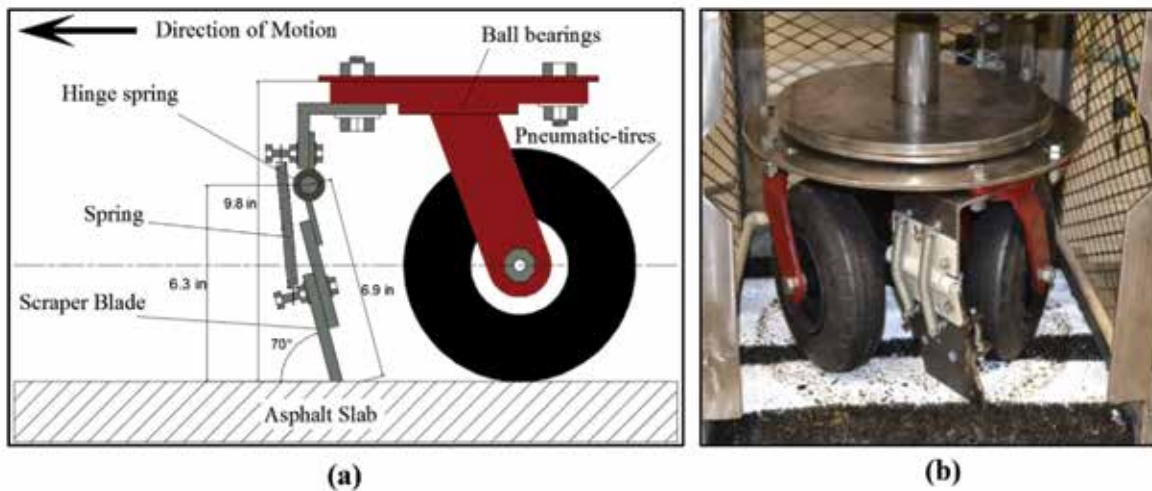 Direction of Motion
Ball bearings
Hinge spring
Pneumatic-tires
9.8 in
Spring
6.3 in
6.9 in
Scraper Blade
70°
Asphalt Slab
(a)
(b)